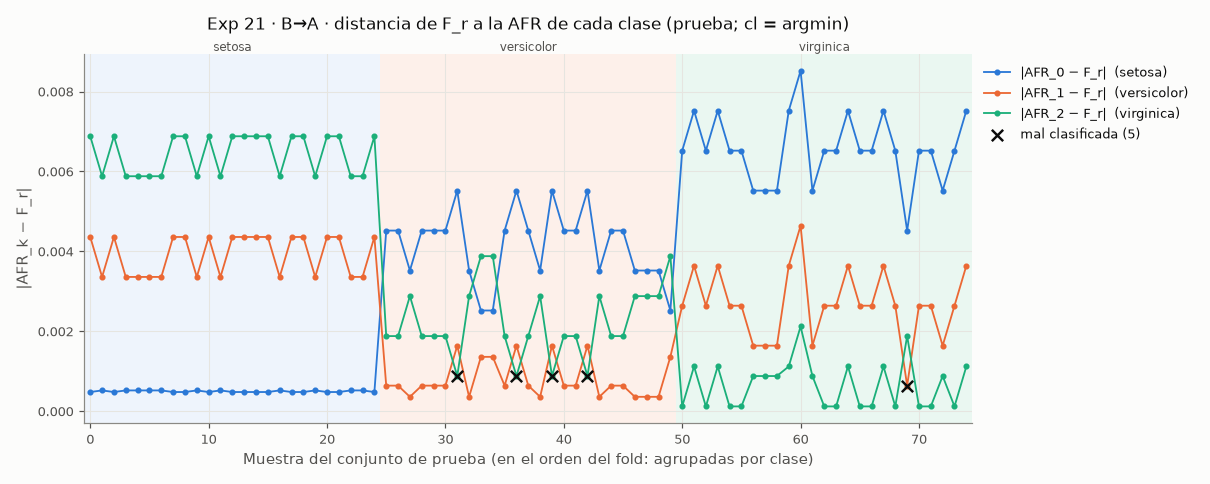 Exp 21 · B→A · distancia de F_r a la AFR de cada clase (prueba; cl = argmin)
setosa
versicolor
virginica
|AFR_0 − F_r| (setosa)
|AFR_1 − F_r| (versicolor)
|AFR_2 − F_r| (virginica)
mal clasificada (5)
|AFR_k − F_r|
0.008
0.006
0.004
0.002
0.000
0
10
20
30
40
50
60
70
Muestra del conjunto de prueba (en el orden del fold: agrupadas por clase)